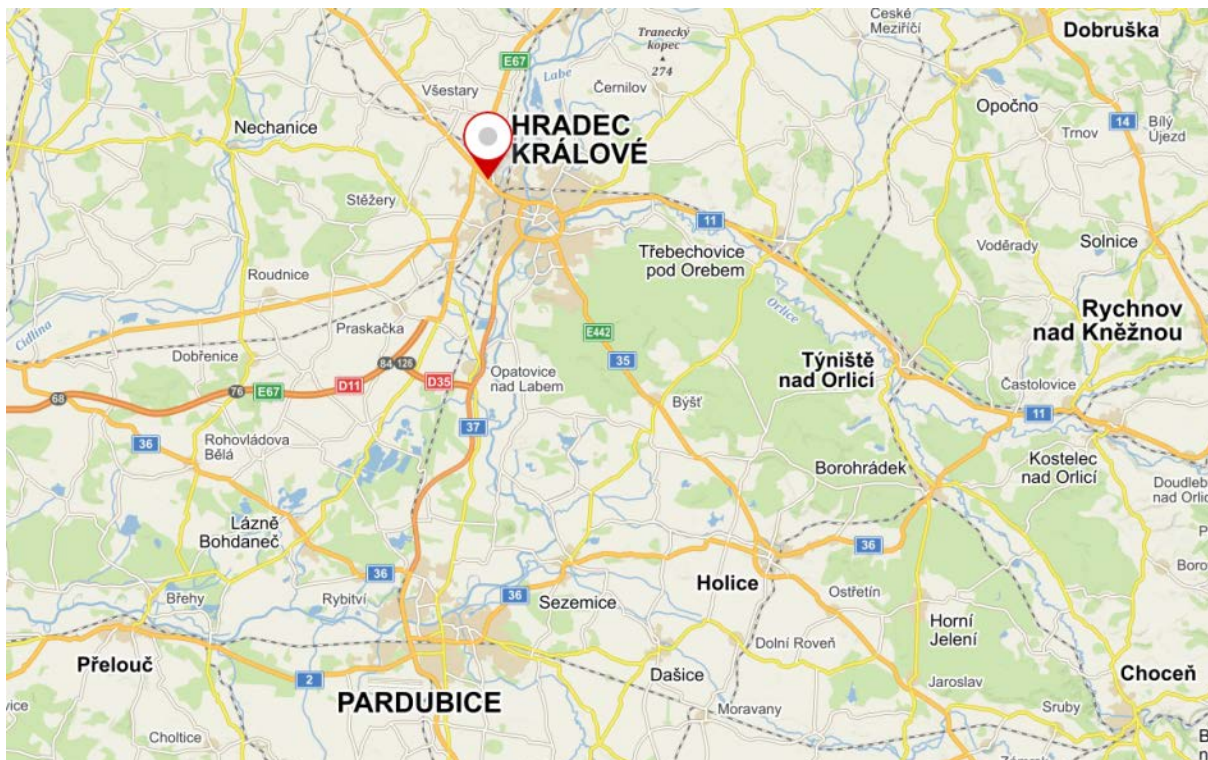 České
Meziříčí
Dobruška
Tranecký
kopec
274
E67
Labe
Všestary
Černilov
Opočno
Nechanice
HRADEC
KRÁLOVÉ
14
Bílý
Újezd
Trnov
Stěžery
11
Třebechovice
pod Orebem
Voděrady
Solnice
Roudnice
Cidlina
Orlice
Rychnov
nad Kněžnou
Praskačka
E442
35
Dobřenice
84
126
Opatovice
nad Labem
Týniště
nad Orlicí
D11
D35
76
E67
68
Častolovice
11
Býšť
37
36
Rohovládova
Bělá
Borohrádek
Kostelec
nad Orlicí
Doudleb
nad Orlic
Lázně
Bohdaneč
36
36
Holice
Boro
Břehy
Rybitví
36
Sezemice
Ostřetín
Horní
Jelení
Dolní Roveň
Přelouč
2
Dašice
Choceň
PARDUBICE
Jaroslav
Moravany
Sruby
Choltice
vice